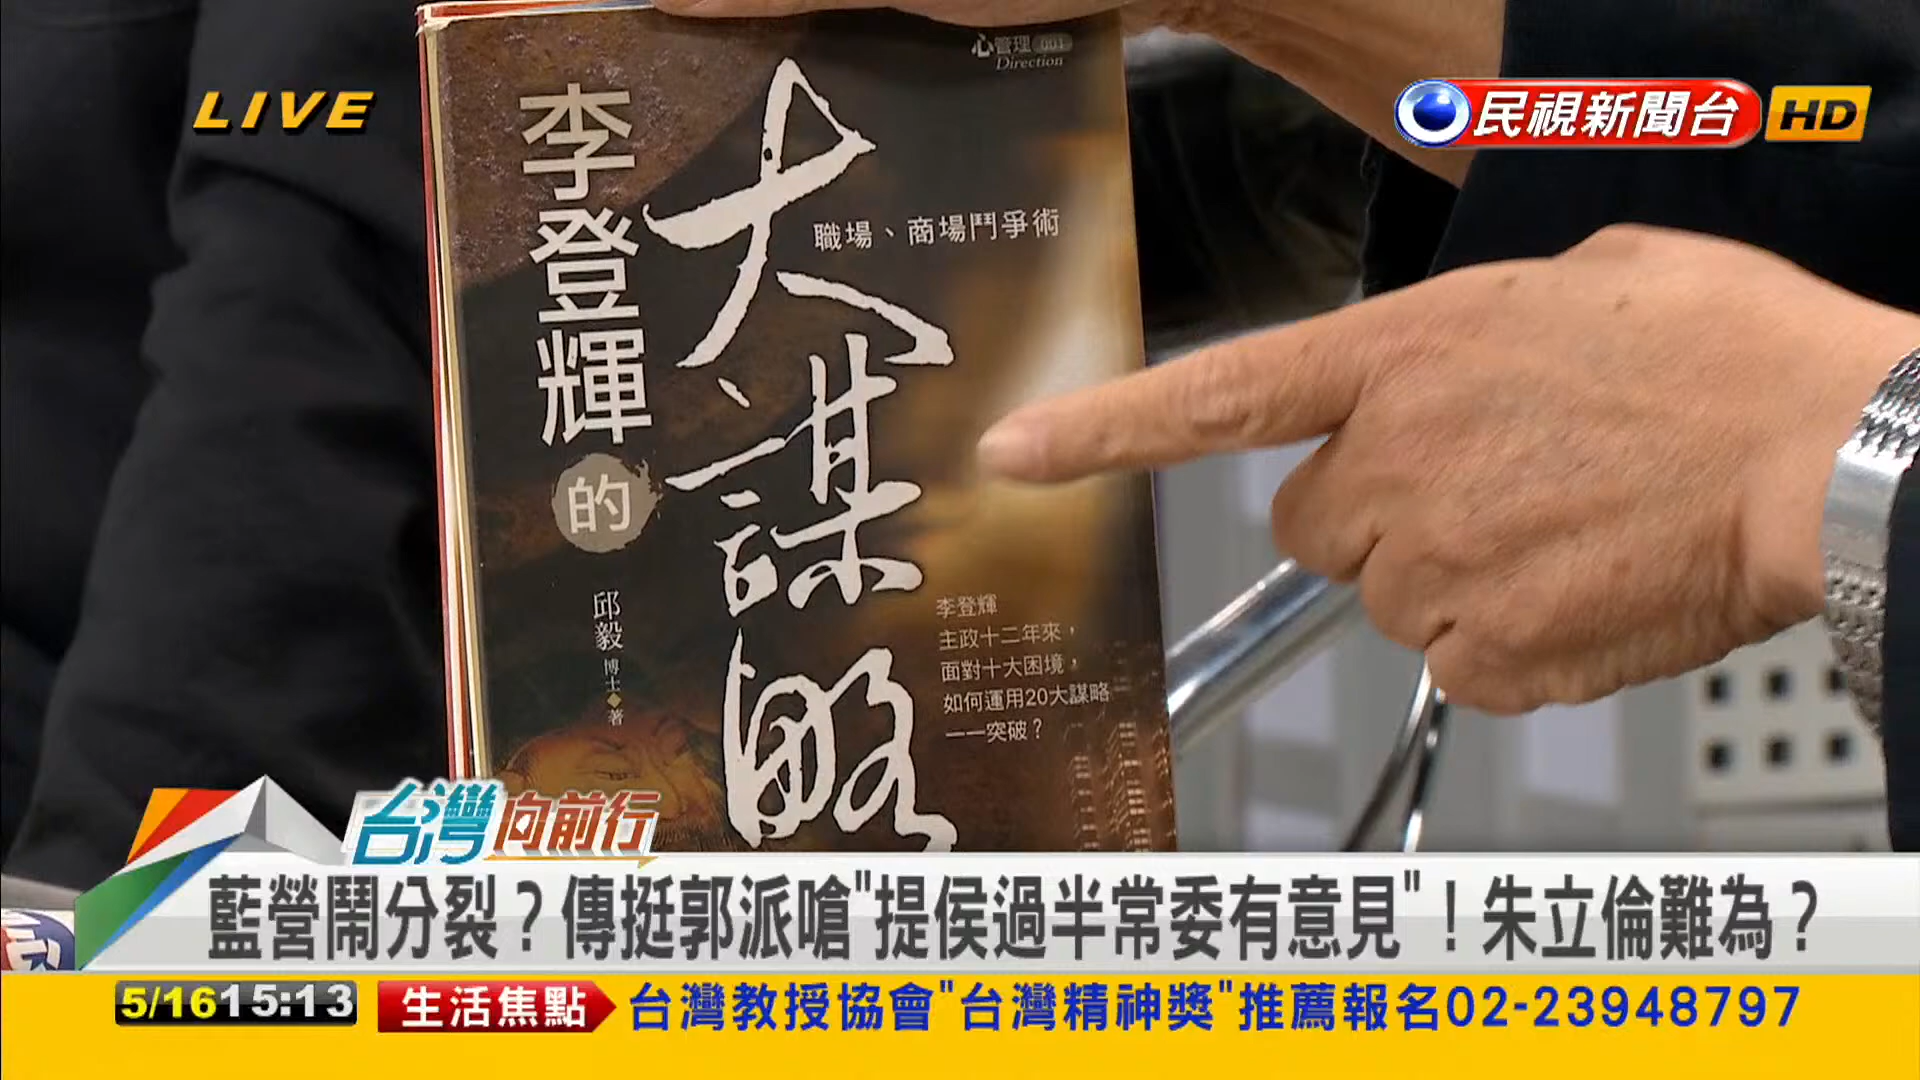 LIVE
民視新聞台
HD
心管理 001
Direction
李登輝
的
大謀略
職場、商場鬥爭術
邱毅 博士◆著
李登輝
主政十二年來，
面對十大困境，
如何運用20大謀略
一一突破？
台灣向前行
藍營鬧分裂？傳挺郭派嗆"提侯過半常委有意見"！朱立倫難為？
5/16 15:13
生活焦點
台灣教授協會"台灣精神獎"推薦報名02-23948797